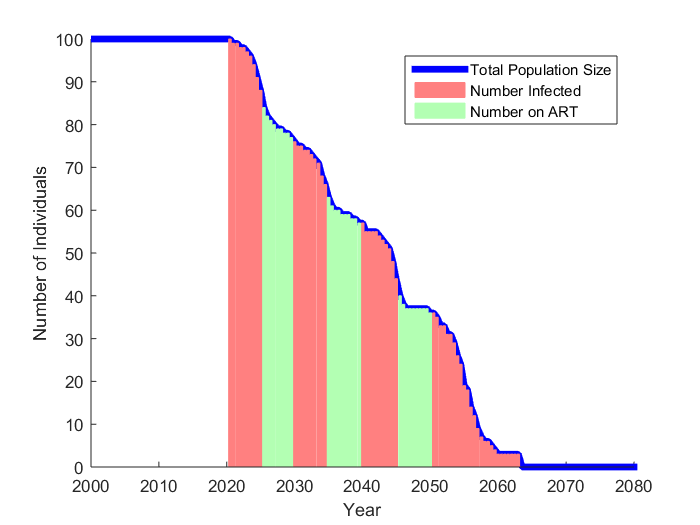 100
90
80
70
60
50
40
30
20
10
0
Number of Individuals
Total Population Size
Number Infected
Number on ART
2000 2010 2020 2030 2040 2050 2060 2070 2080
Year